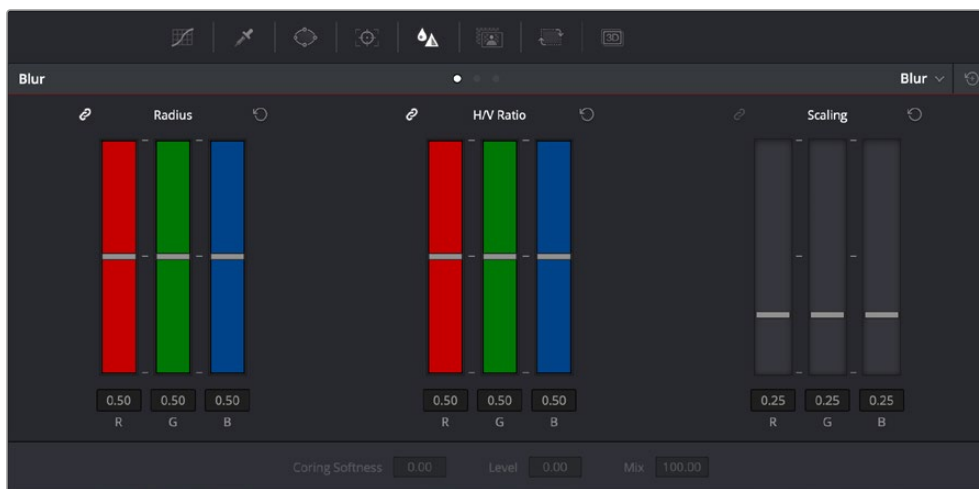 3D
Blur
Blur
Radius
H/V Ratio
Scaling
0.50 0.50 0.50
R G B
0.50 0.50 0.50
R G B
0.25 0.25 0.25
R G B
Coring Softness 0.00 Level 0.00 Mix 100.00